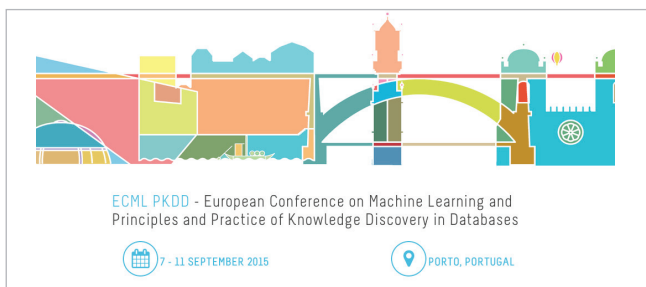 ECML PKDD - European Conference on Machine Learning and
Principles and Practice of Knowledge Discovery in Databases
7 - 11 SEPTEMBER 2015
PORTO, PORTUGAL